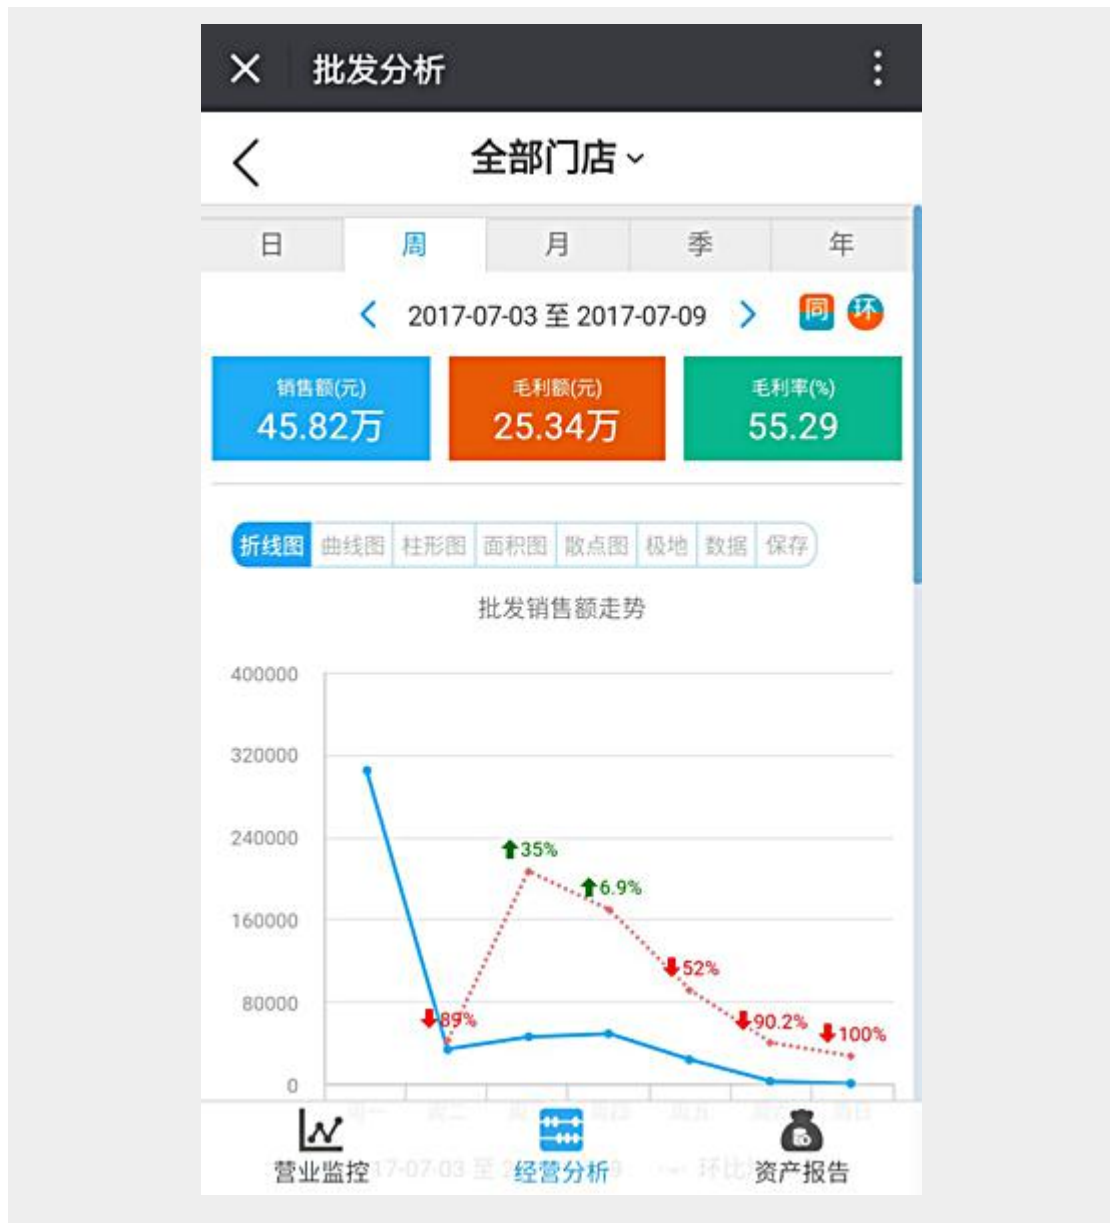 批发分析
全部门店
日 周 月 季 年
2017-07-03 至 2017-07-09 同 环
销售额(元) 毛利额(元) 毛利率(%)
45.82万 25.34万 55.29
折线图 曲线图 柱形图 面积图 散点图 极地 数据 保存
批发销售额走势
400000
320000
240000
35%
6.9%
160000
52%
80000
89%
90.2%
100%
0
营业监控 经营分析 资产报告